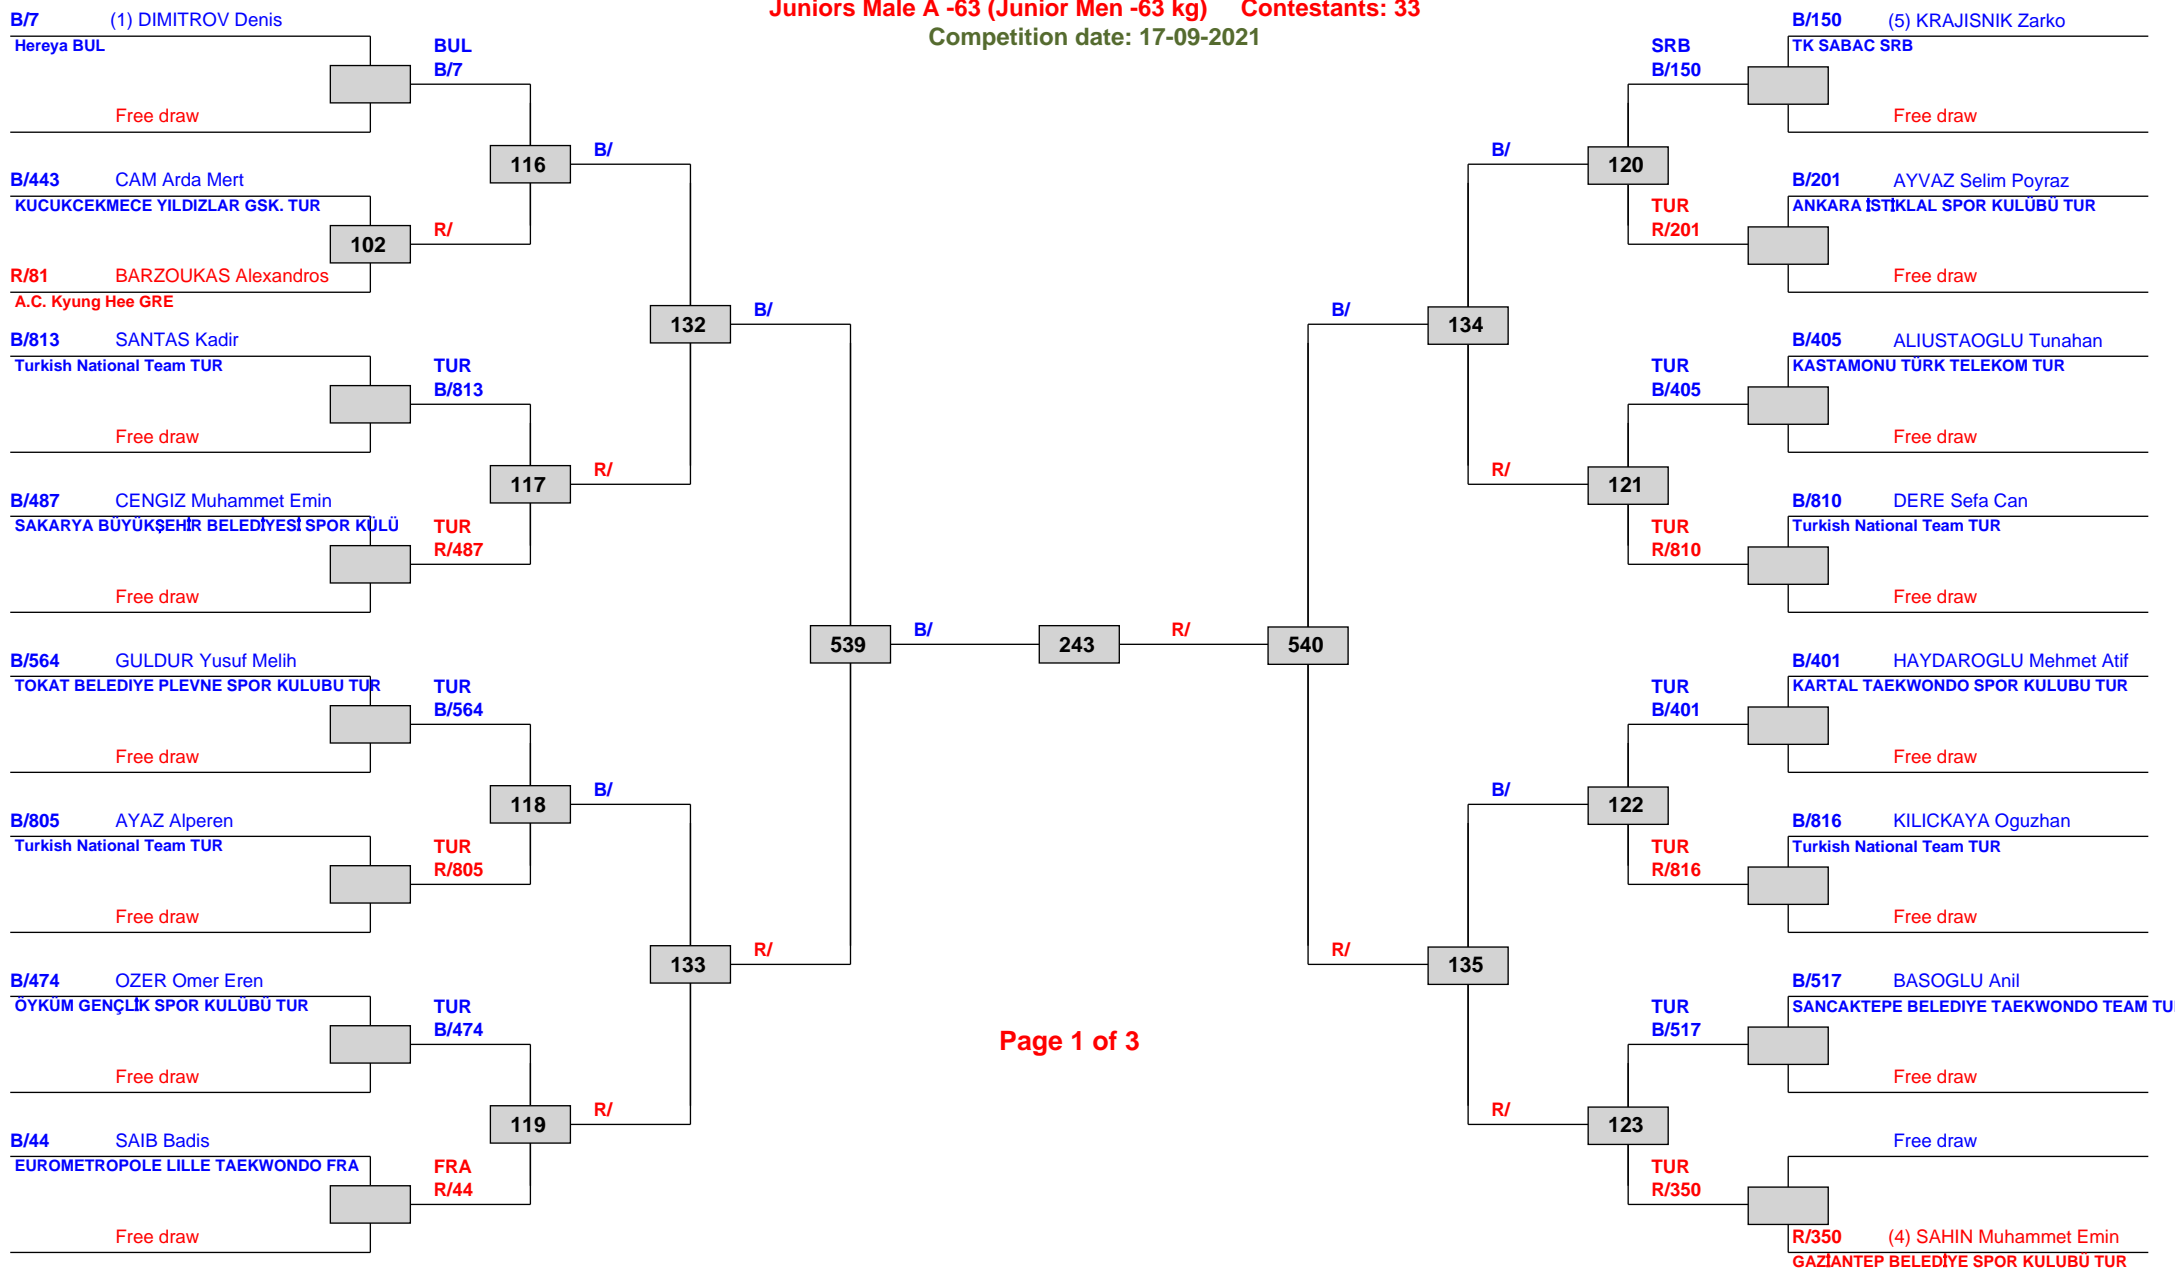 Juniors Male A -63 (Junior Men -63 kg) Contestants: 33
Competition date: 17-09-2021
B/7 (1) DIMITROV Denis
Hereya BUL
BUL
B/7
Free draw
116
B/
B/443 CAM Arda Mert
KUCUKCEKMECE YILDIZLAR GSK. TUR
102
R/
R/81 BARZOUKAS Alexandros
A.C. Kyung Hee GRE
132
B/
B/813 SANTAS Kadir
Turkish National Team TUR
TUR
B/813
Free draw
117
R/
B/487 CENGIZ Muhammet Emin
SAKARYA BÜYÜKŞEHİR BELEDİYESİ SPOR KULÜ
TUR
R/487
Free draw
539
B/
243
R/
540
B/564 GULDUR Yusuf Melih
TOKAT BELEDIYE PLEVNE SPOR KULUBU TUR
TUR
B/564
Free draw
118
B/
B/805 AYAZ Alperen
Turkish National Team TUR
TUR
R/805
Free draw
133
R/
B/474 OZER Omer Eren
ÖYKÜM GENÇLİK SPOR KULÜBÜ TUR
TUR
B/474
Free draw
119
R/
B/44 SAIB Badis
EUROMETROPOLE LILLE TAEKWONDO FRA
FRA
R/44
Free draw
Page 1 of 3
B/150 (5) KRAJISNIK Zarko
TK SABAC SRB
SRB
B/150
Free draw
B/
120
B/201 AYVAZ Selim Poyraz
ANKARA İSTİKLAL SPOR KULÜBÜ TUR
TUR
R/201
Free draw
B/
134
B/405 ALIUSTAOGLU Tunahan
KASTAMONU TÜRK TELEKOM TUR
TUR
B/405
Free draw
R/
121
B/810 DERE Sefa Can
Turkish National Team TUR
TUR
R/810
Free draw
B/401 HAYDAROGLU Mehmet Atif
KARTAL TAEKWONDO SPOR KULUBU TUR
TUR
B/401
Free draw
B/
122
B/816 KILICKAYA Oguzhan
Turkish National Team TUR
TUR
R/816
Free draw
R/
135
B/517 BASOGLU Anil
SANCAKTEPE BELEDIYE TAEKWONDO TEAM TU
TUR
B/517
Free draw
R/
123
Free draw
TUR
R/350
R/350 (4) SAHIN Muhammet Emin
GAZİANTEP BELEDİYE SPOR KULUBÜ TUR